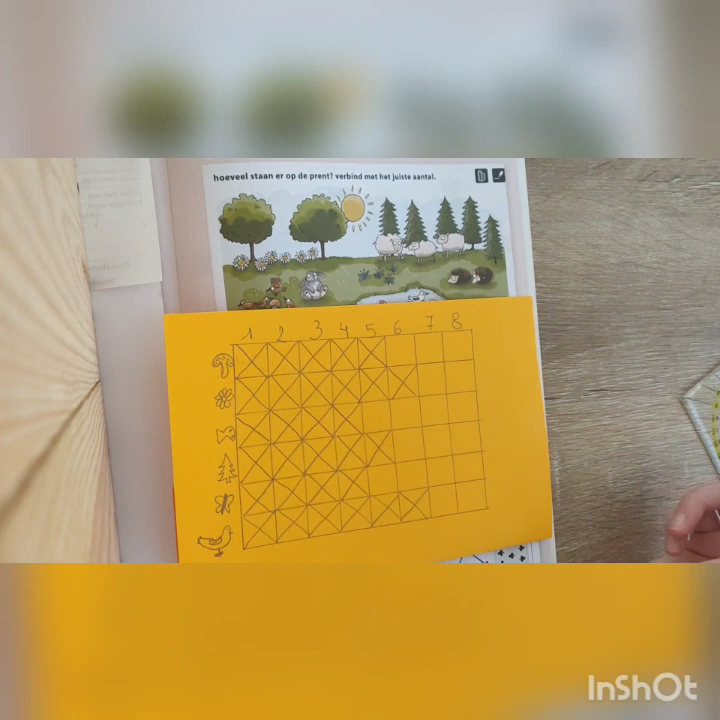 hoeveel staan er op de prent? verbind met het juiste aantal.
1 2 3 4 5 6 7 8
InShOt